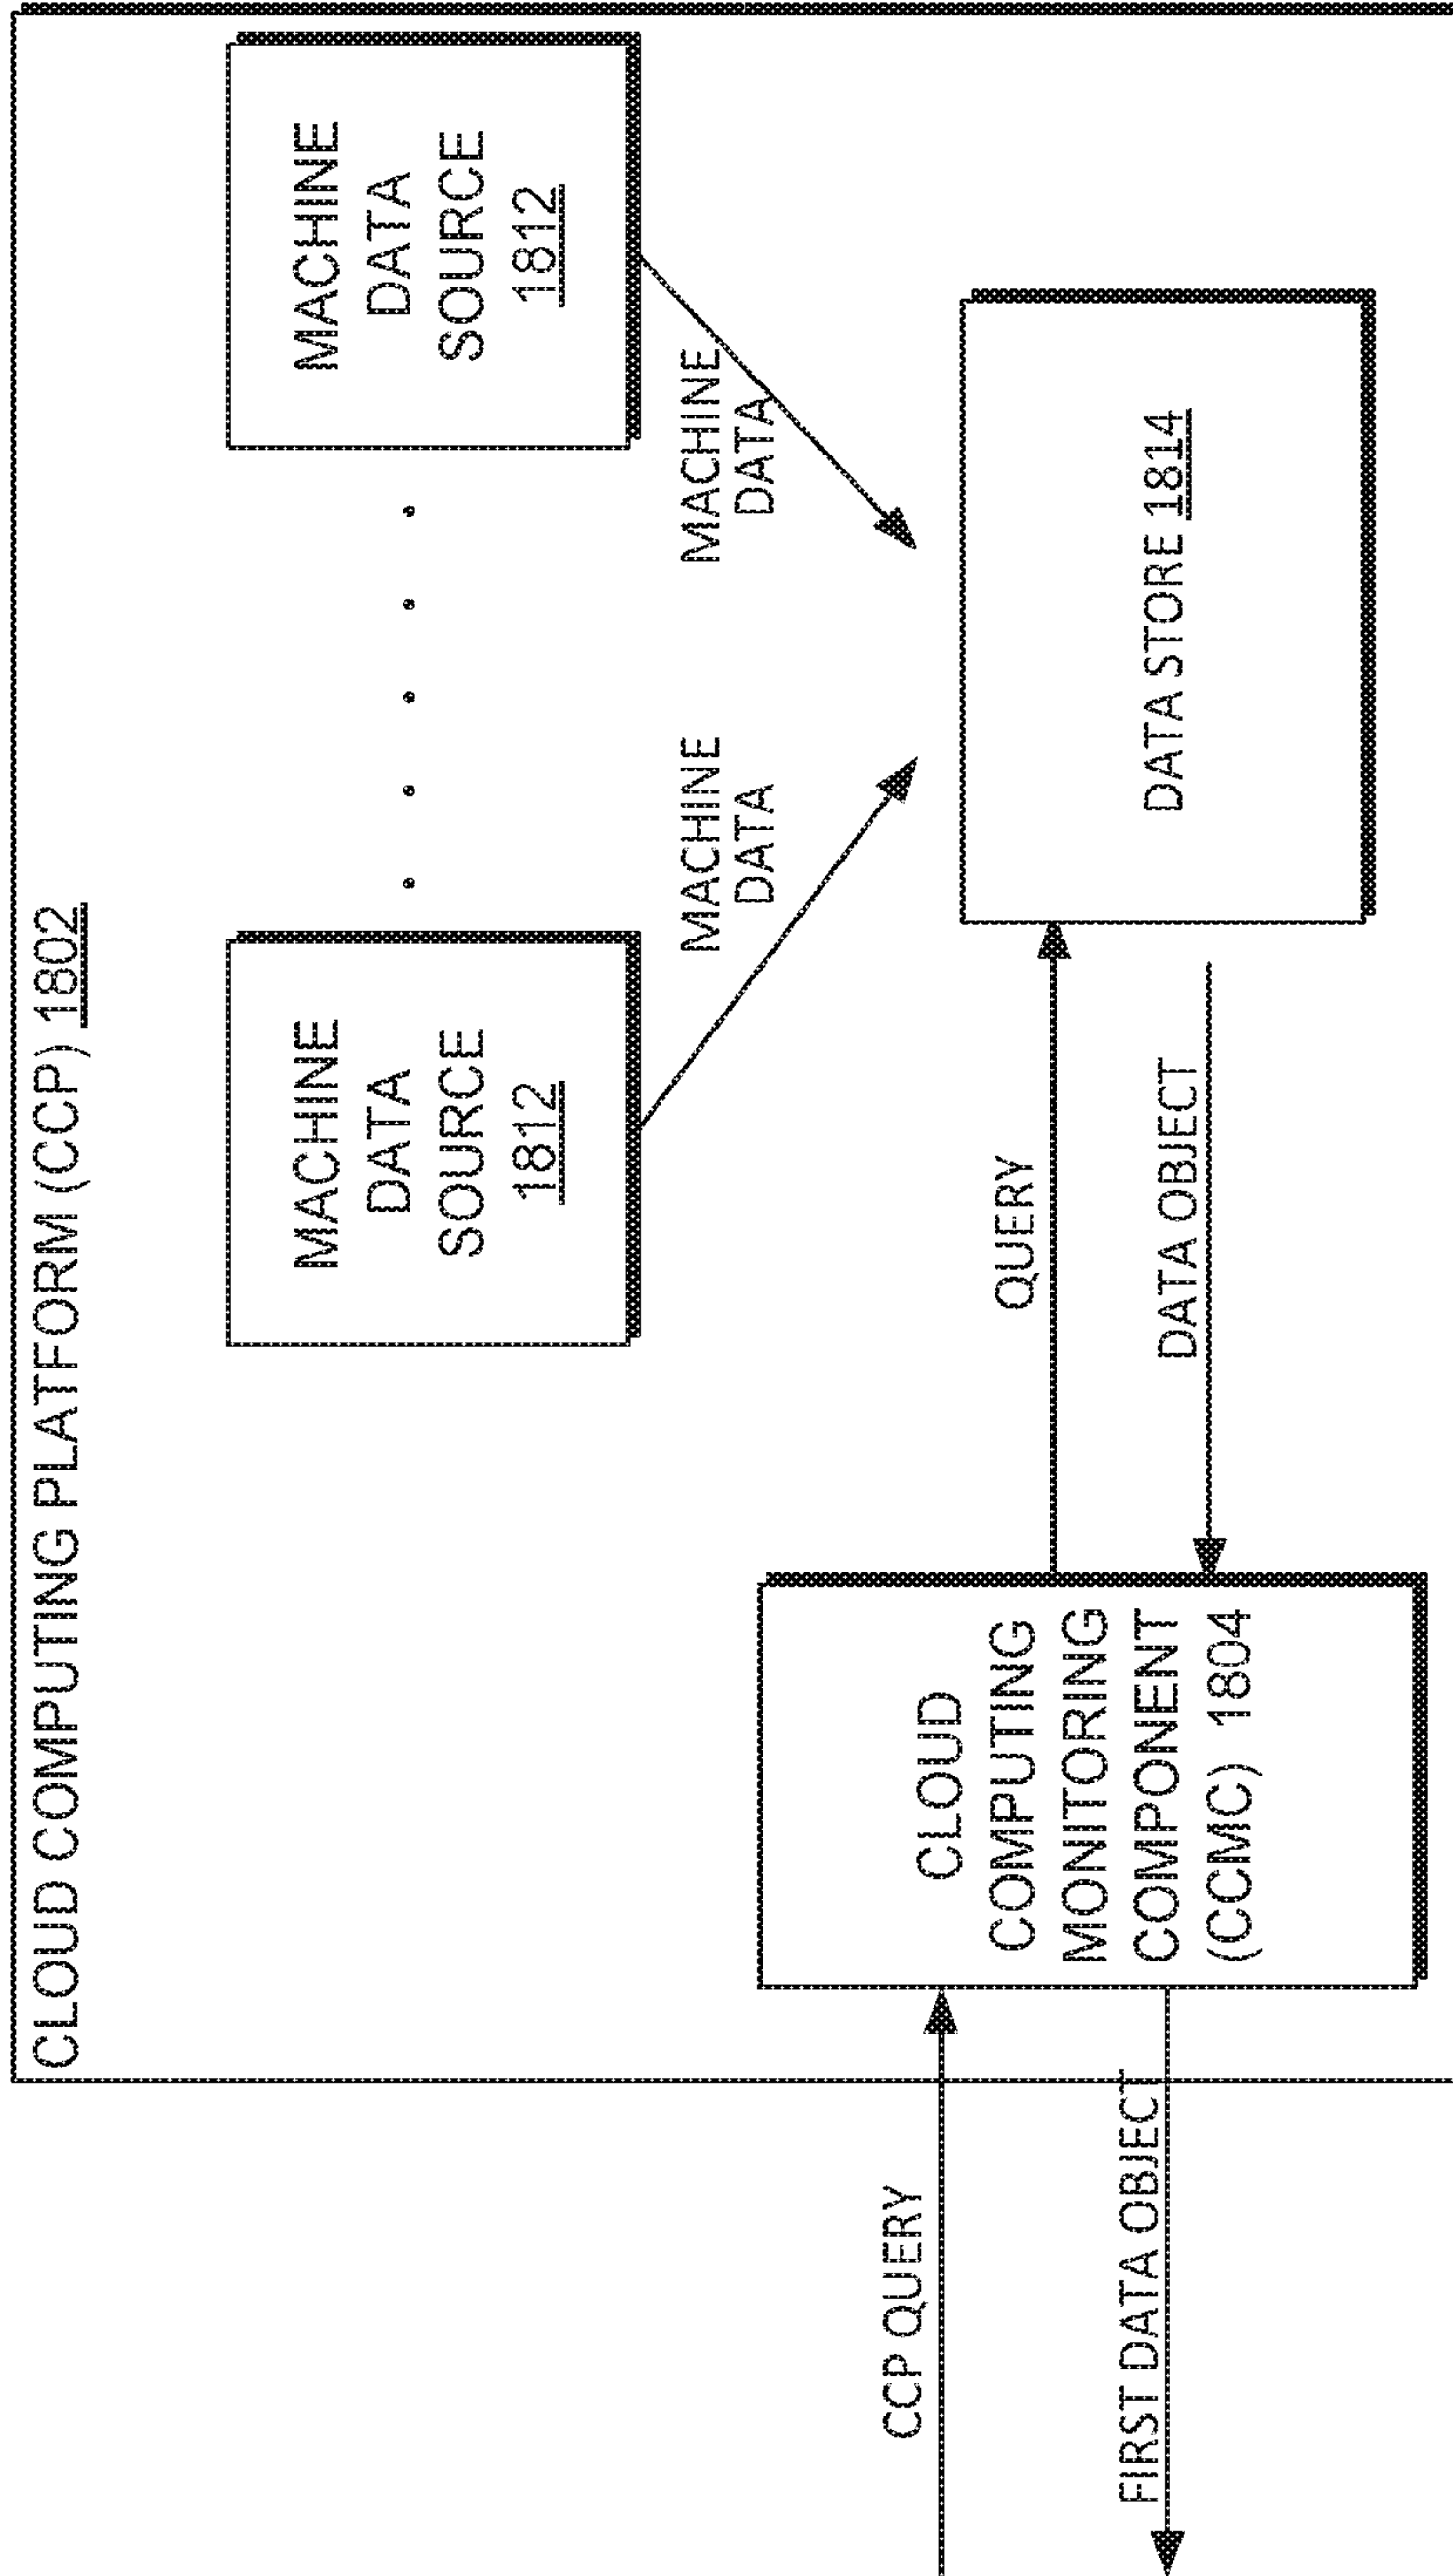 CLOUD COMPUTING PLATFORM (CCP) 1802
MACHINE
DATA
SOURCE
1812
MACHINE
DATA
SOURCE
1812
MACHINE
DATA
MACHINE
DATA
CCP QUERY
FIRST DATA OBJECT
CLOUD
COMPUTING
MONITORING
COMPONENT
(CCMC) 1804
QUERY
DATA OBJECT
DATA STORE 1814